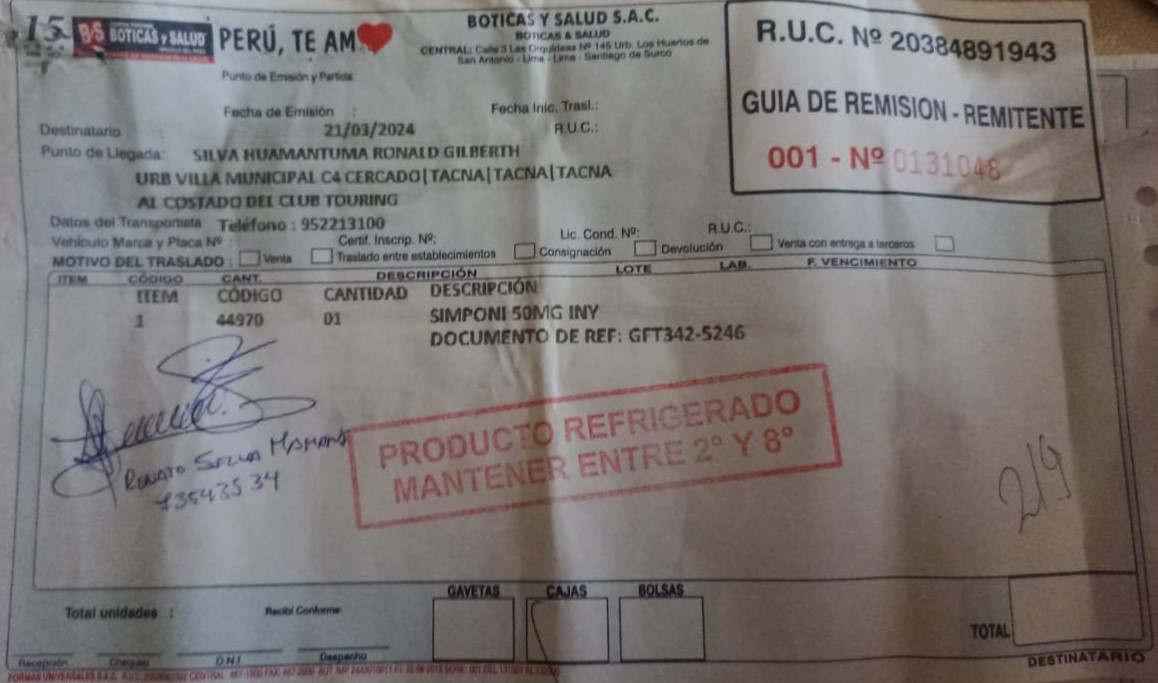 15
B/S BOTICAS y SALUD PERÚ, TE AM
BOTICAS Y SALUD S.A.C.
BOTICAS & SALUD
CENTRAL: Calle 3 Las Orquideas Nº 145 Urb. Los Huertos de
San Antonio - Lima - Lima - Santiago de Surco
R.U.C. Nº 20384891943
GUIA DE REMISION - REMITENTE
001 - Nº 0131048
Punto de Emisión y Partida:
Fecha de Emisión : Fecha Inic. Trasl.:
Destinatario : 21/03/2024 R.U.C.:
Punto de Llegada: SILVA HUAMANTUMA RONALD GILBERTH
URB VILLA MUNICIPAL C4 CERCADO|TACNA|TACNA|TACNA
AL COSTADO DEL CLUB TOURING
Datos del Transportista Teléfono : 952213100
Vehículo Marca y Placa Nº : Certif. Inscrip. Nº: Lic. Cond. Nº: R.U.C.:
MOTIVO DEL TRASLADO : Venta Traslado entre establecimientos Consignación Devolución Venta con entrega a terceros
ITEM CÓDIGO CANT. DESCRIPCIÓN LOTE LAB. F. VENCIMIENTO
ITEM CÓDIGO CANTIDAD DESCRIPCIÓN
1 44970 01 SIMPONI 50MG INY
DOCUMENTO DE REF: GFT342-5246
PRODUCTO REFRIGERADO
MANTENER ENTRE 2° Y 8°
RENATO MAMANI
2/9
GAVETAS CAJAS BOLSAS
Total unidades : Recibí Conforme:
TOTAL
Recepción Chequeo D.N.I. Despacho
DESTINATARIO
FORMAS UNIVERSALES S.A.C.